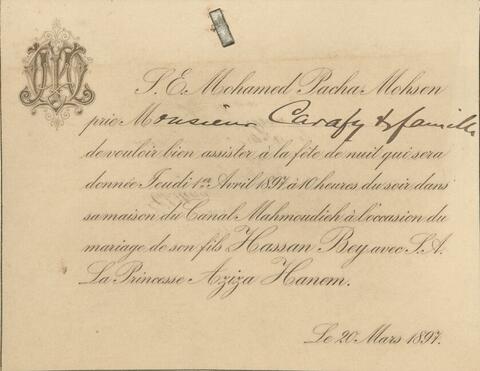 S. E. Mohamed Pacha Mohsen
prie Monsieur Carafy & famille
de vouloir bien assister à la fête de nuit qui sera
donnée Jeudi 1er Avril 1897 à 10 heures du soir dans
sa maison du Canal Mahmoudieh à l'occasion du
mariage de son fils Hassan Bey avec S. A.
La Princesse Aziza Hanem.
Le 20 Mars 1897.